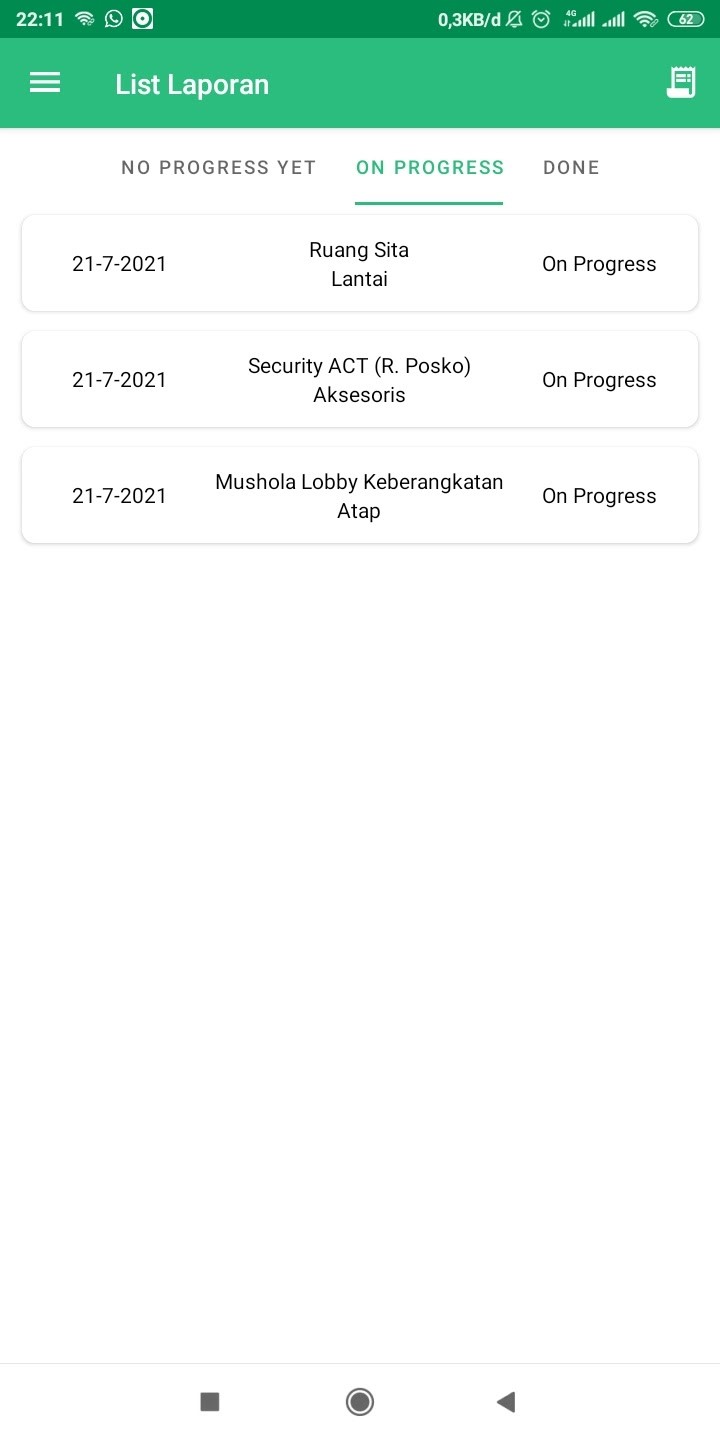 22:11
0,3KB/d
4G
62
List Laporan
NO PROGRESS YET
ON PROGRESS
DONE
21-7-2021
Ruang Sita
Lantai
On Progress
21-7-2021
Security ACT (R. Posko)
Aksesoris
On Progress
21-7-2021
Mushola Lobby Keberangkatan
Atap
On Progress